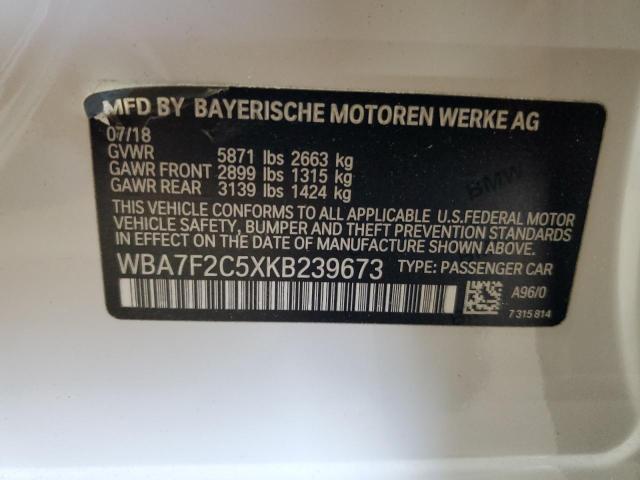 MFD BY BAYERISCHE MOTOREN WERKE AG
07/18
GVWR 5871 lbs 2663 kg
GAWR FRONT 2899 lbs 1315 kg
GAWR REAR 3139 lbs 1424 kg
BMW
THIS VEHICLE CONFORMS TO ALL APPLICABLE U.S.FEDERAL MOTOR
VEHICLE SAFETY, BUMPER AND THEFT PREVENTION STANDARDS
IN EFFECT ON THE DATE OF MANUFACTURE SHOWN ABOVE.
WBA7F2C5XKB239673 TYPE: PASSENGER CAR
A96/0
7 315 814